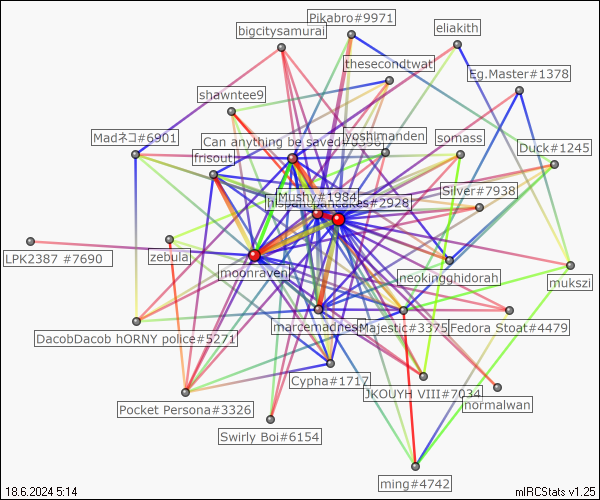 Pikabro#9971
bigcitysamurai
eliakith
thesecondtwat
Eg.Master#1378
shawntee9
Madネコ#6901
Can anything be saved
yoshimanden
somass
Duck#1245
frisout
Mushy#1984
Silver#7938
#2928
LPK2387 #7690
zebula
moonraven
neokingghidorah
mukszi
DacobDacob hORNY police#5271
marcemadness
Majestic#3375
Fedora Stoat#4479
Cypha#1717
JKOUYH VIII#7034
normalwan
Pocket Persona#3326
Swirly Boi#6154
ming#4742
18.6.2024 5:14
mIRCStats v1.25